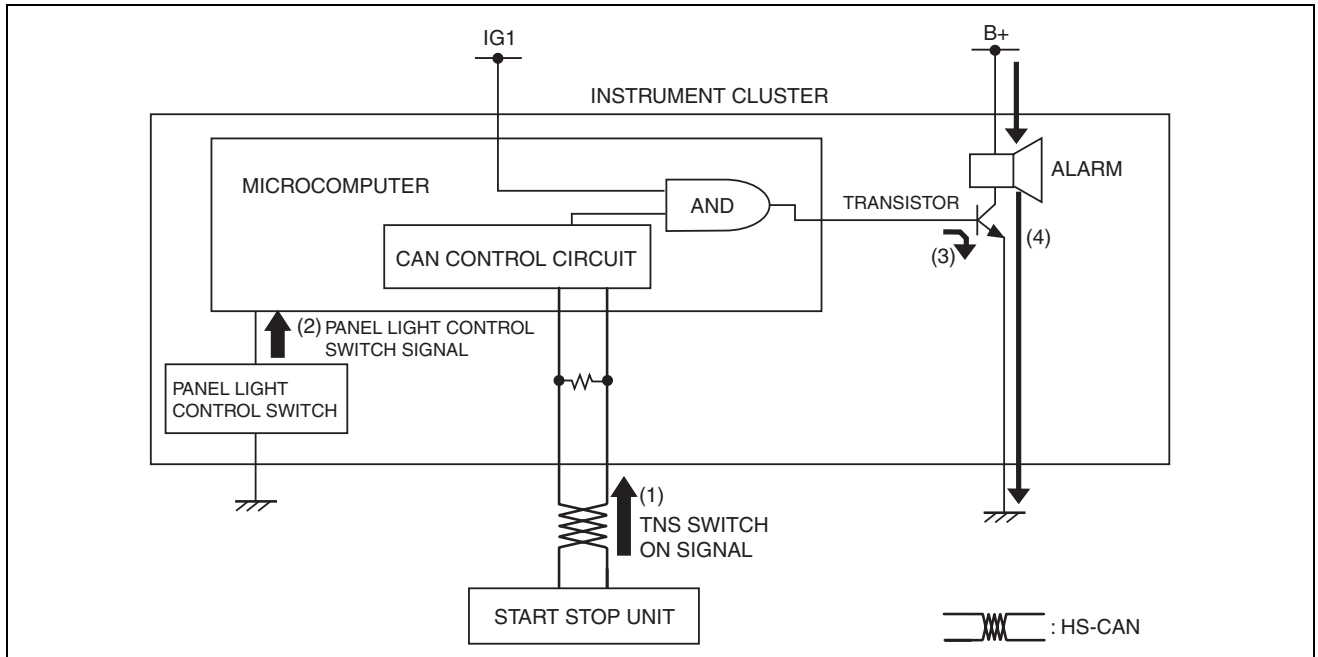 IG1
B+
INSTRUMENT CLUSTER
ALARM
MICROCOMPUTER
AND
TRANSISTOR
CAN CONTROL CIRCUIT
(3)
(4)
(2) PANEL LIGHT CONTROL
SWITCH SIGNAL
PANEL LIGHT
CONTROL SWITCH
(1)
TNS SWITCH
ON SIGNAL
START STOP UNIT
: HS-CAN